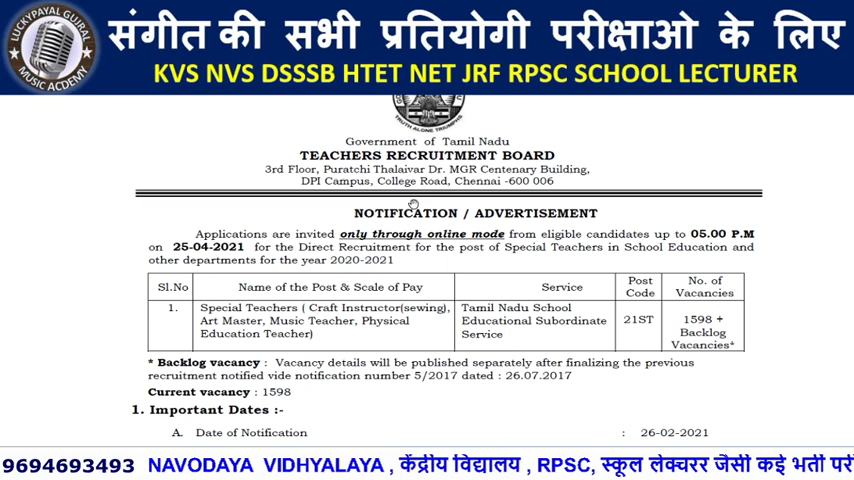 LUCKYPAYAL GUJRAL
MUSIC ACDEMY
संगीत की सभी प्रतियोगी परीक्षाओ के लिए
KVS NVS DSSSB HTET NET JRF RPSC SCHOOL LECTURER
TRUTH ALONE TRIUMPHS
Government of Tamil Nadu
TEACHERS RECRUITMENT BOARD
3rd Floor, Puratchi Thalaivar Dr. MGR Centenary Building,
DPI Campus, College Road, Chennai -600 006
NOTIFICATION / ADVERTISEMENT
Applications are invited only through online mode from eligible candidates up to 05.00 P.M
on 25-04-2021 for the Direct Recruitment for the post of Special Teachers in School Education and
other departments for the year 2020-2021
Sl.No Name of the Post & Scale of Pay Service Post Code No. of Vacancies
1. Special Teachers ( Craft Instructor(sewing), Art Master, Music Teacher, Physical Education Teacher) Tamil Nadu School Educational Subordinate Service 21ST 1598 + Backlog Vacancies*
* Backlog vacancy : Vacancy details will be published separately after finalizing the previous
recruitment notified vide notification number 5/2017 dated : 26.07.2017
Current vacancy : 1598
1. Important Dates :-
A. Date of Notification : 26-02-2021
9694693493 NAVODAYA VIDHYALAYA , केंद्रीय विद्यालय , RPSC, स्कूल लेक्चरर जैसी कई भर्ती परी